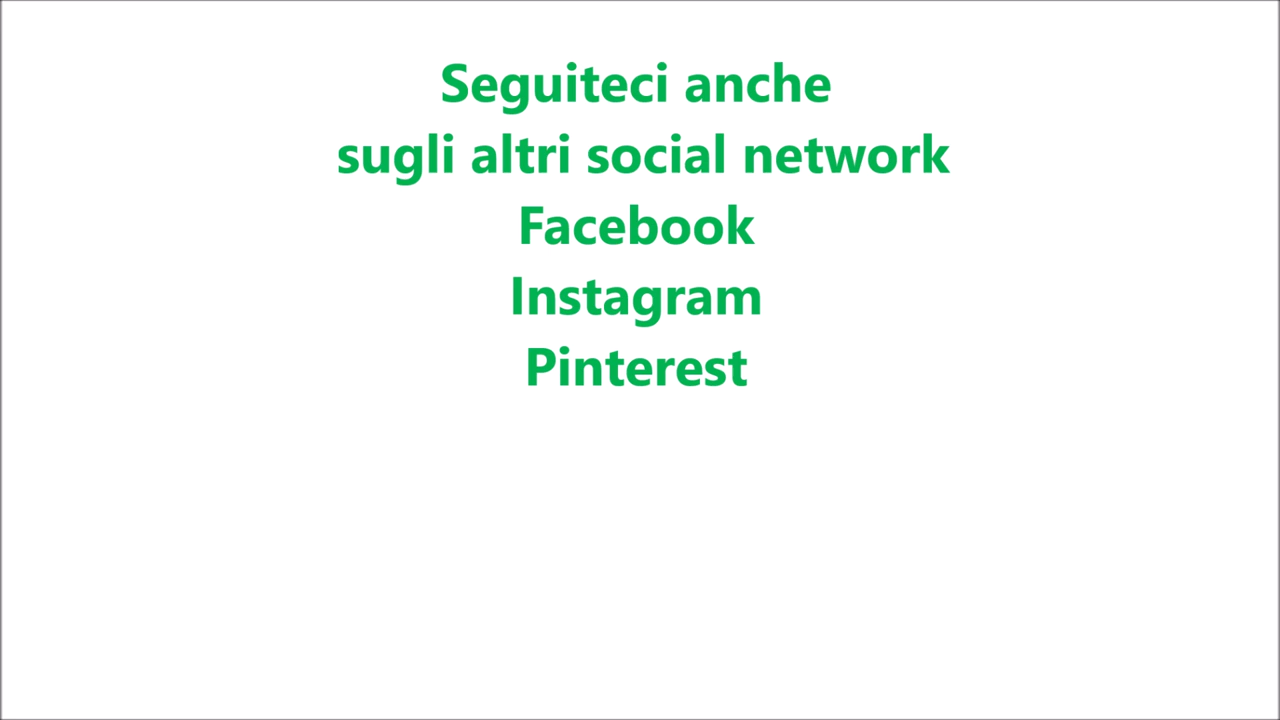 Seguiteci anche
sugli altri social network
Facebook
Instagram
Pinterest